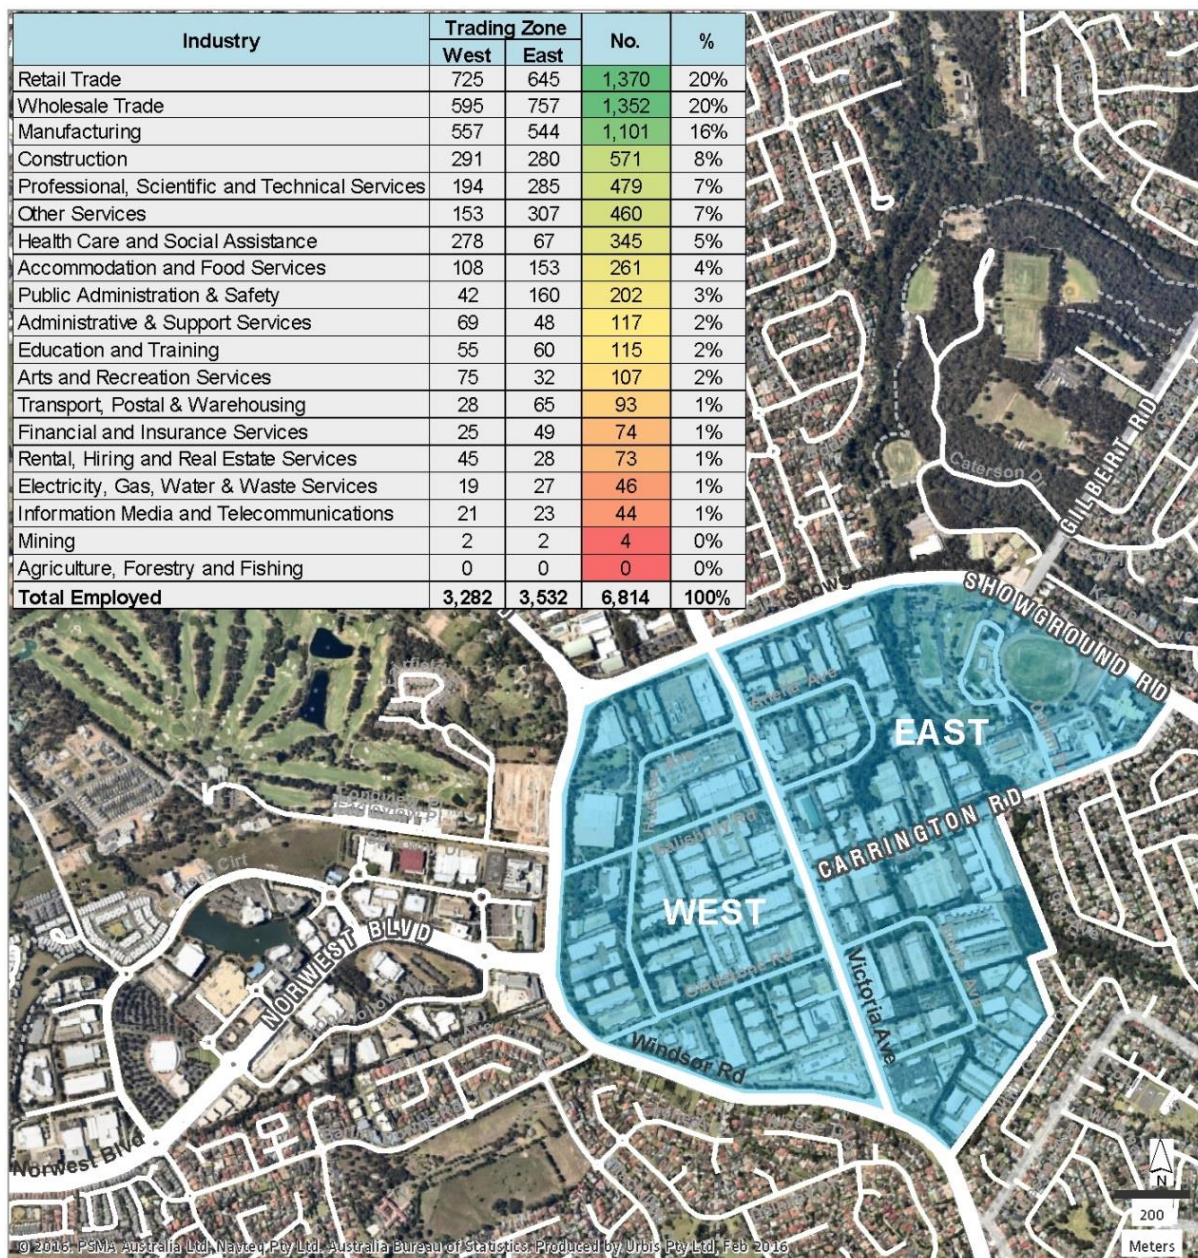 Industry Trading Zone No. %
West East
Retail Trade 725 645 1,370 20%
Wholesale Trade 595 757 1,352 20%
Manufacturing 557 544 1,101 16%
Construction 291 280 571 8%
Professional, Scientific and Technical Services 194 285 479 7%
Other Services 153 307 460 7%
Health Care and Social Assistance 278 67 345 5%
Accommodation and Food Services 108 153 261 4%
Public Administration & Safety 42 160 202 3%
Administrative & Support Services 69 48 117 2%
Education and Training 55 60 115 2%
Arts and Recreation Services 75 32 107 2%
Transport, Postal & Warehousing 28 65 93 1%
Financial and Insurance Services 25 49 74 1%
Rental, Hiring and Real Estate Services 45 28 73 1%
Electricity, Gas, Water & Waste Services 19 27 46 1%
Information Media and Telecommunications 21 23 44 1%
Mining 2 2 4 0%
Agriculture, Forestry and Fishing 0 0 0 0%
Total Employed 3,282 3,532 6,814 100%
GILBERT RD
SHOWGROUND RD
EAST
CARRINGTON RD
Salisbury Rd
WEST
Gladstone Rd
Victoria Ave
Windsor Rd
NORWEST BLVD
Norwest Blvd
N
200
Meters
© 2016. PSMA Australia Ltd, Navteq Pty Ltd. Australia Bureau of Statistics. Produced by Urbis Pty Ltd, Feb 2016